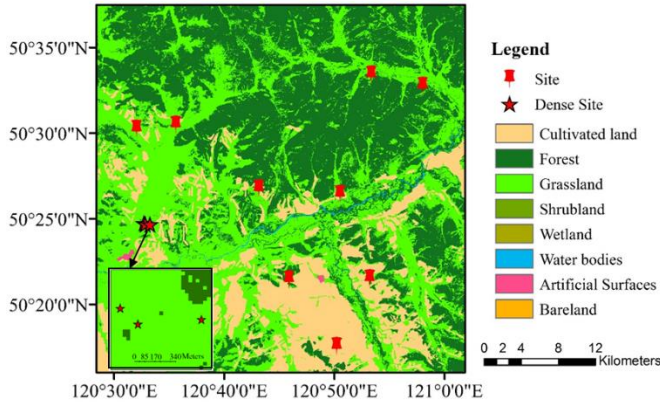 50°35'0"N
50°30'0"N
50°25'0"N
50°20'0"N
120°30'0"E
120°40'0"E
120°50'0"E
121°0'0"E
0 85 170 340 Meters
Legend
Site
Dense Site
Cultivated land
Forest
Grassland
Shrubland
Wetland
Water bodies
Artificial Surfaces
Bareland
0 2 4 8 12
Kilometers